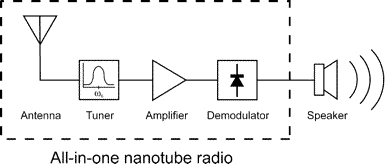 ω₀
Antenna Tuner Amplifier Demodulator Speaker
All-in-one nanotube radio